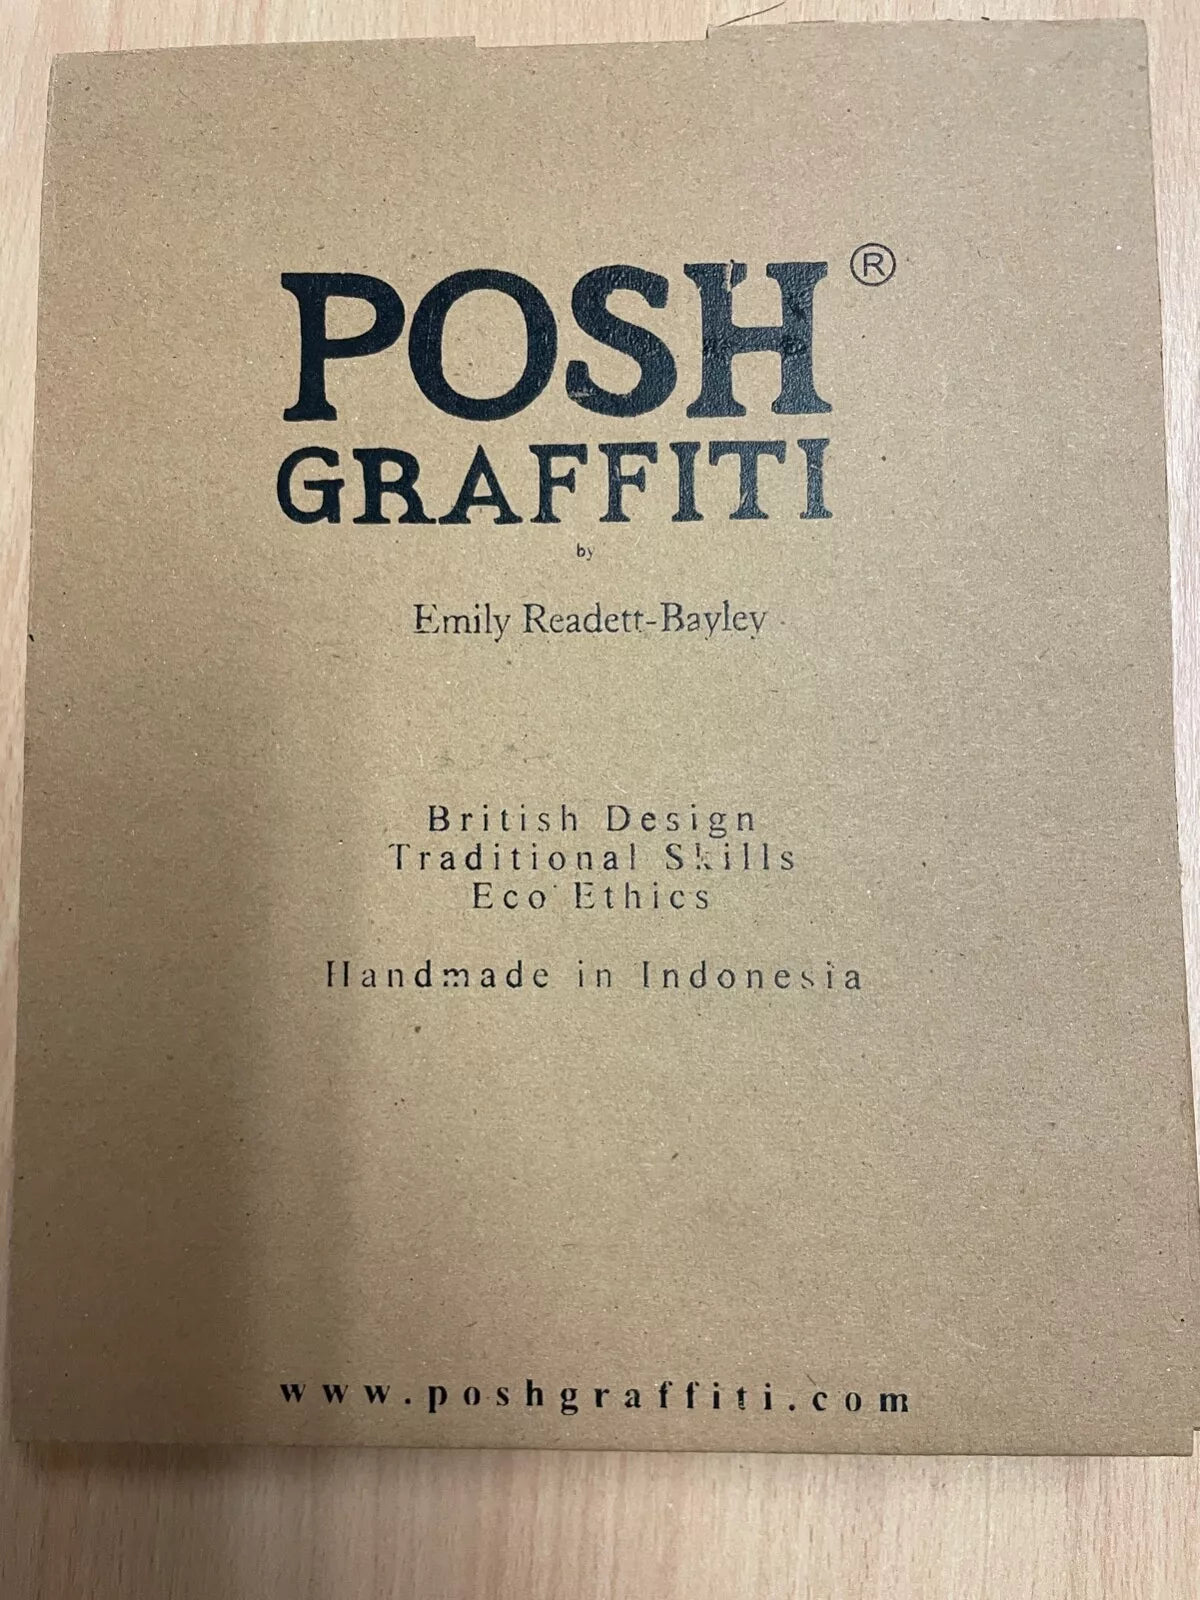 POSH®
GRAFFITI
by
Emily Readett-Bayley
British Design
Traditional Skills
Eco Ethics
Handmade in Indonesia
www.poshgraffiti.com